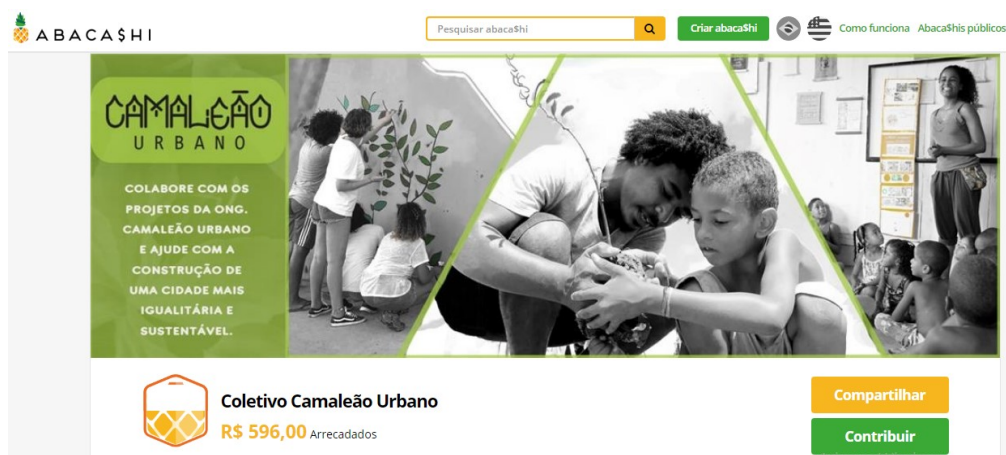 ABACA$HI
Pesquisar abaca$hi
Criar abaca$hi
Como funciona
Abaca$his públicos
CAMALEÃO
URBANO
COLABORE COM OS
PROJETOS DA ONG.
CAMALEÃO URBANO
E AJUDE COM A
CONSTRUÇÃO DE
UMA CIDADE MAIS
IGUALITÁRIA E
SUSTENTÁVEL.
Coletivo Camaleão Urbano
R$ 596,00 Arrecadados
Compartilhar
Contribuir